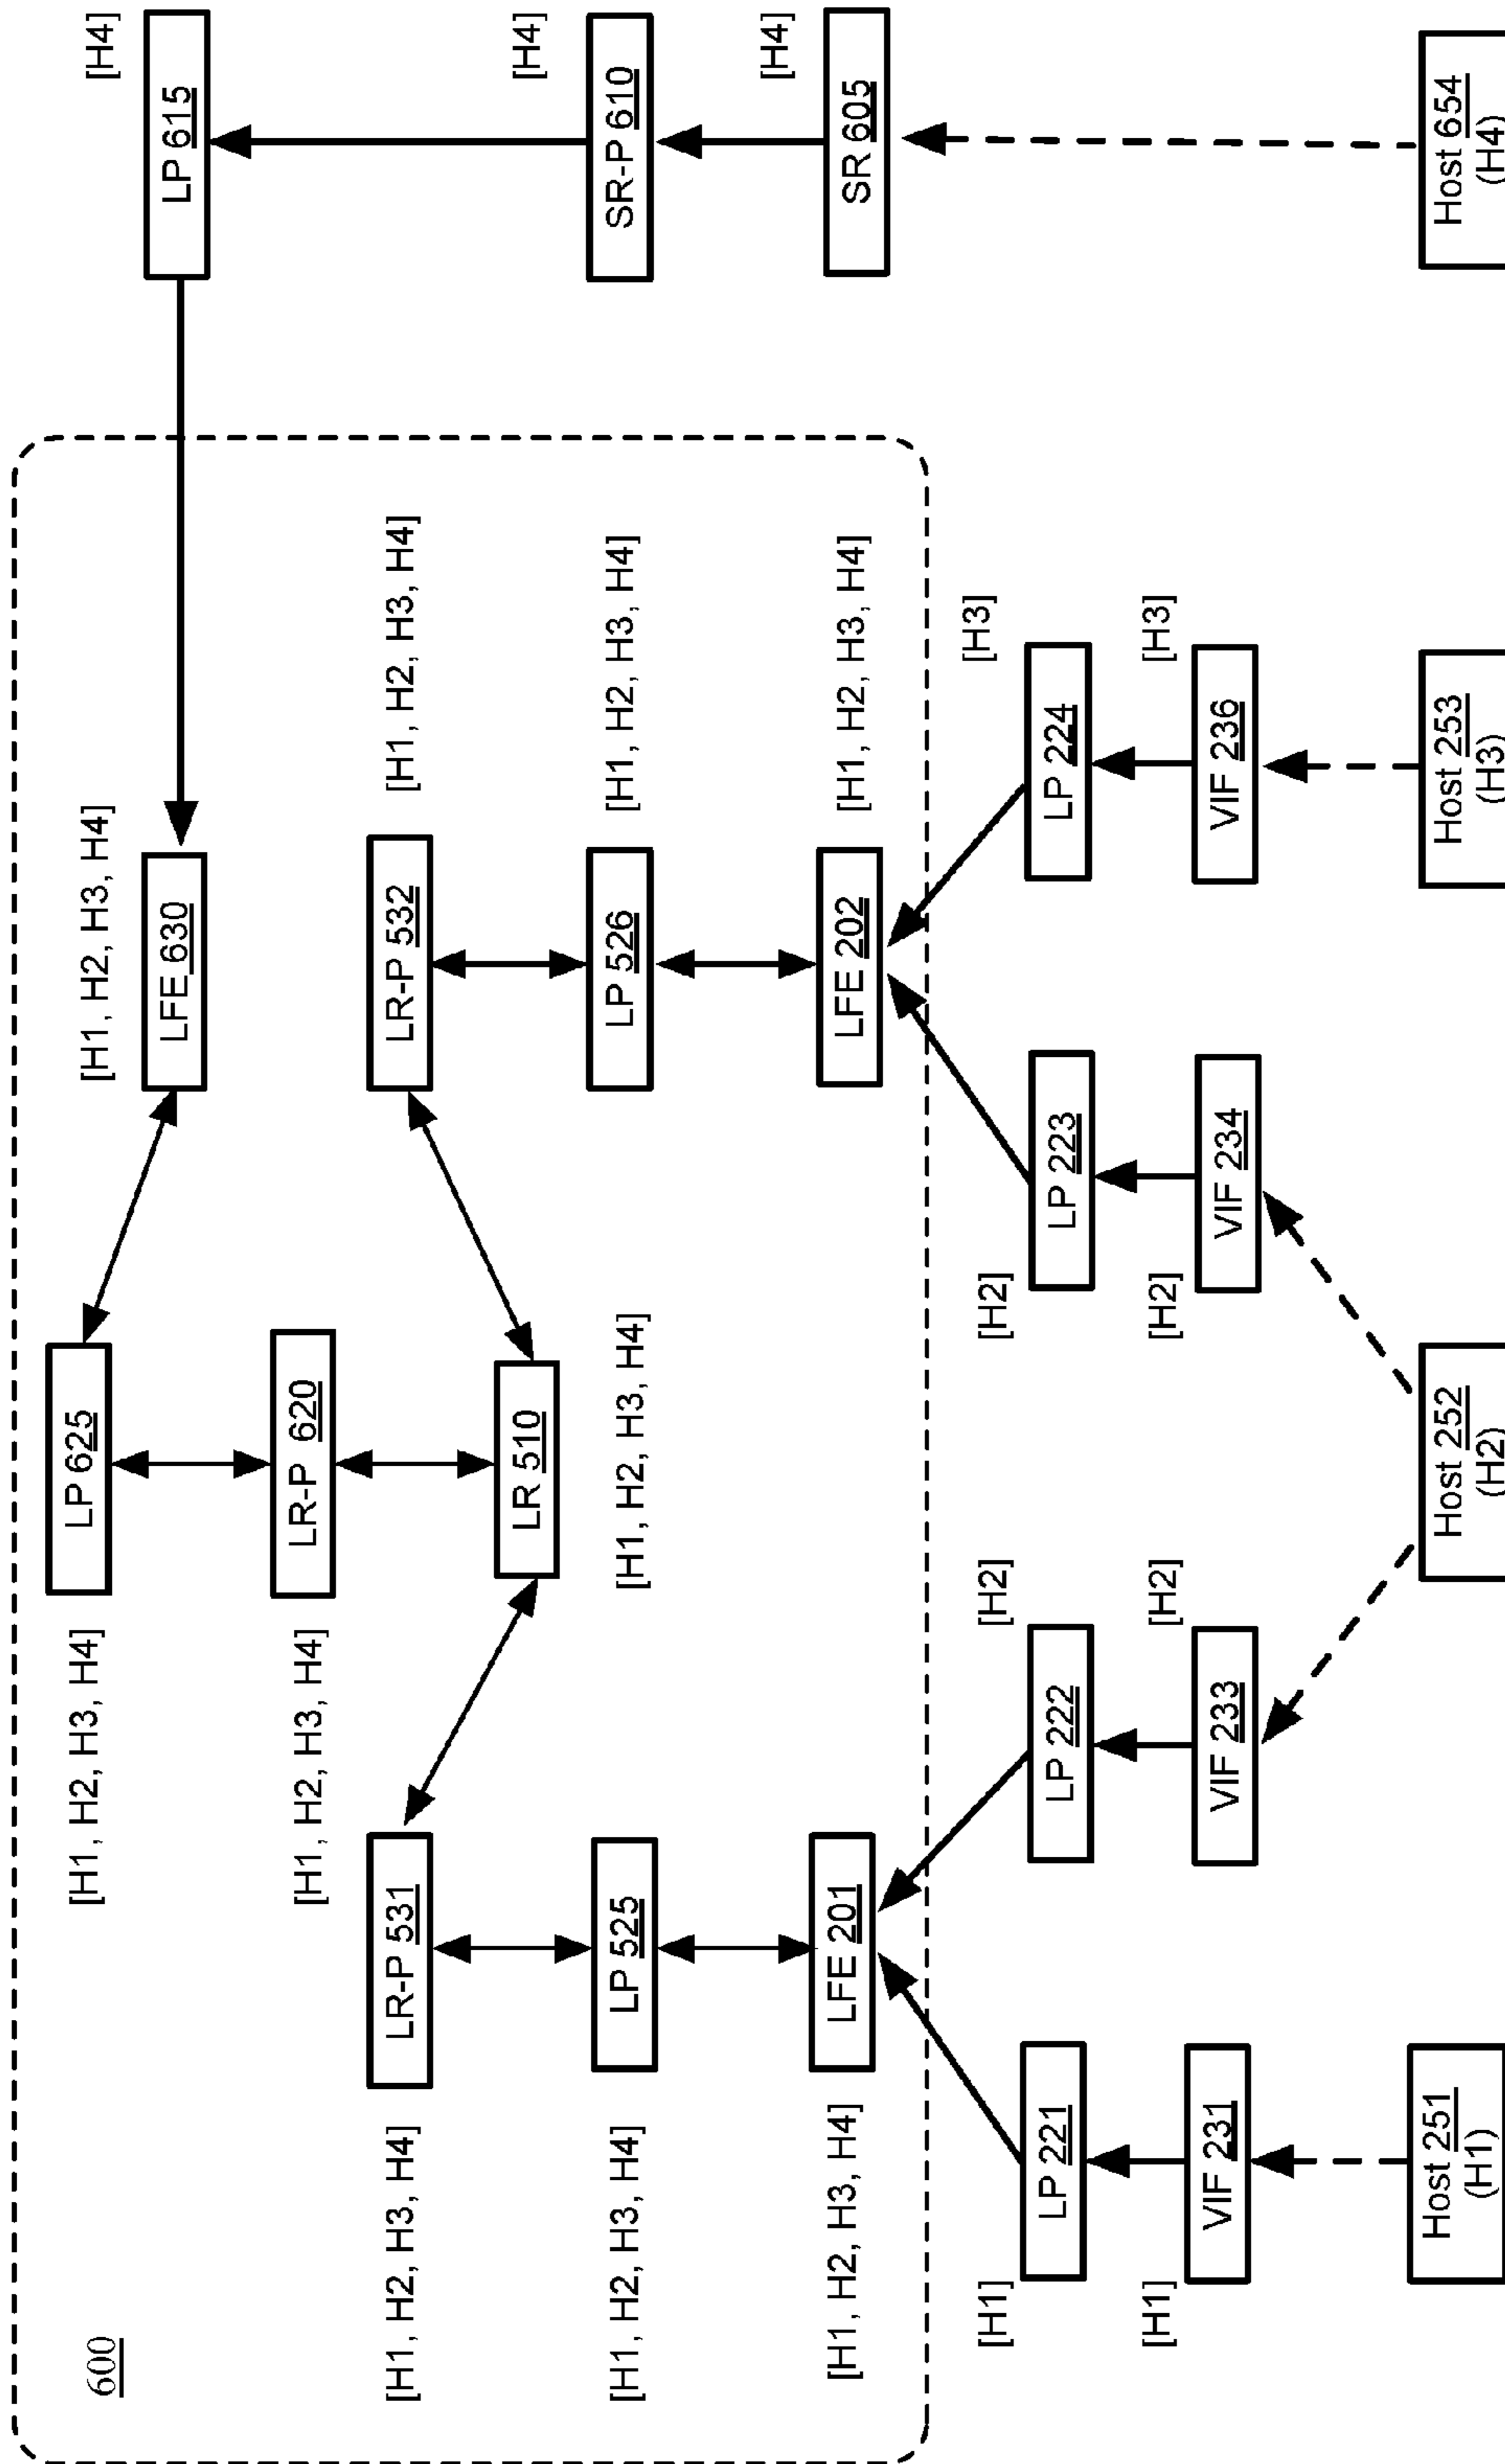 600
[H1, H2, H3, H4]
LP 625
[H1, H2, H3, H4]
LFE 630
LP 615
[H4]
[H1, H2, H3, H4]
LR-P 620
[H1, H2, H3, H4]
LR-P 531
LR-P 532
[H1, H2, H3, H4]
LR 510
[H1, H2, H3, H4]
[H1, H2, H3, H4]
LP 525
LP 526
[H1, H2, H3, H4]
SR-P 610
[H4]
[H1, H2, H3, H4]
LFE 201
LFE 202
[H1, H2, H3, H4]
SR 605
[H4]
[H1]
LP 221
LP 222
[H2]
[H2]
LP 223
LP 224
[H3]
[H1]
VIF 231
VIF 233
[H2]
[H2]
VIF 234
VIF 236
[H3]
Host 251
(H1)
Host 252
(H2)
Host 253
(H3)
Host 654
(H4)